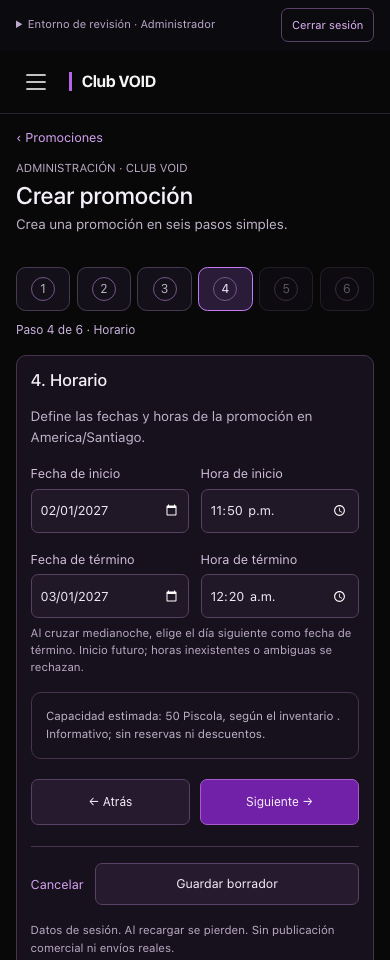 ▶ Entorno de revisión · Administrador
Cerrar sesión
Club VOID
‹ Promociones
ADMINISTRACIÓN · CLUB VOID
Crear promoción
Crea una promoción en seis pasos simples.
1 2 3 4 5 6
Paso 4 de 6 · Horario
4. Horario
Define las fechas y horas de la promoción en
America/Santiago.
Fecha de inicio Hora de inicio
02/01/2027 11:50 p.m.
Fecha de término Hora de término
03/01/2027 12:20 a.m.
Al cruzar medianoche, elige el día siguiente como fecha de
término. Inicio futuro; horas inexistentes o ambiguas se
rechazan.
Capacidad estimada: 50 Piscola, según el inventario .
Informativo; sin reservas ni descuentos.
← Atrás Siguiente →
Cancelar Guardar borrador
Datos de sesión. Al recargar se pierden. Sin publicación
comercial ni envíos reales.